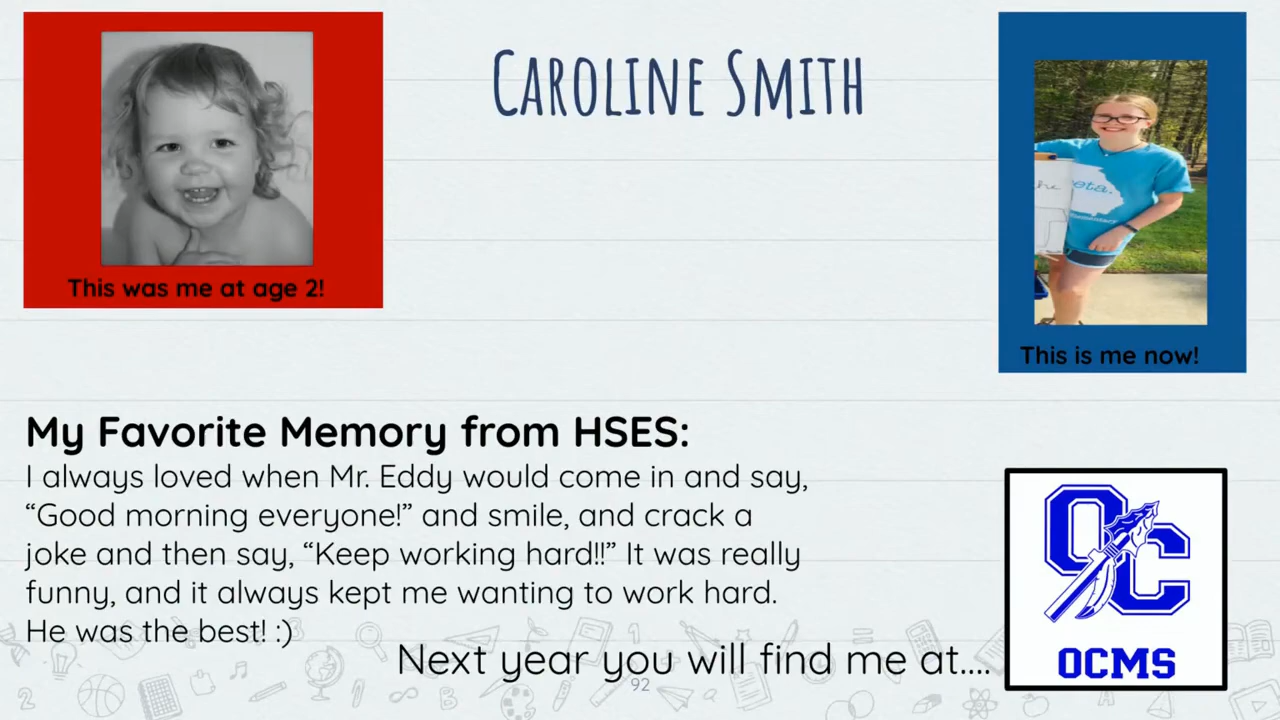 CAROLINE SMITH
This was me at age 2!
This is me now!
My Favorite Memory from HSES:
I always loved when Mr. Eddy would come in and say,
“Good morning everyone!” and smile, and crack a
joke and then say, “Keep working hard!!” It was really
funny, and it always kept me wanting to work hard.
He was the best! :)
Next year you will find me at....
OC
OCMS
92